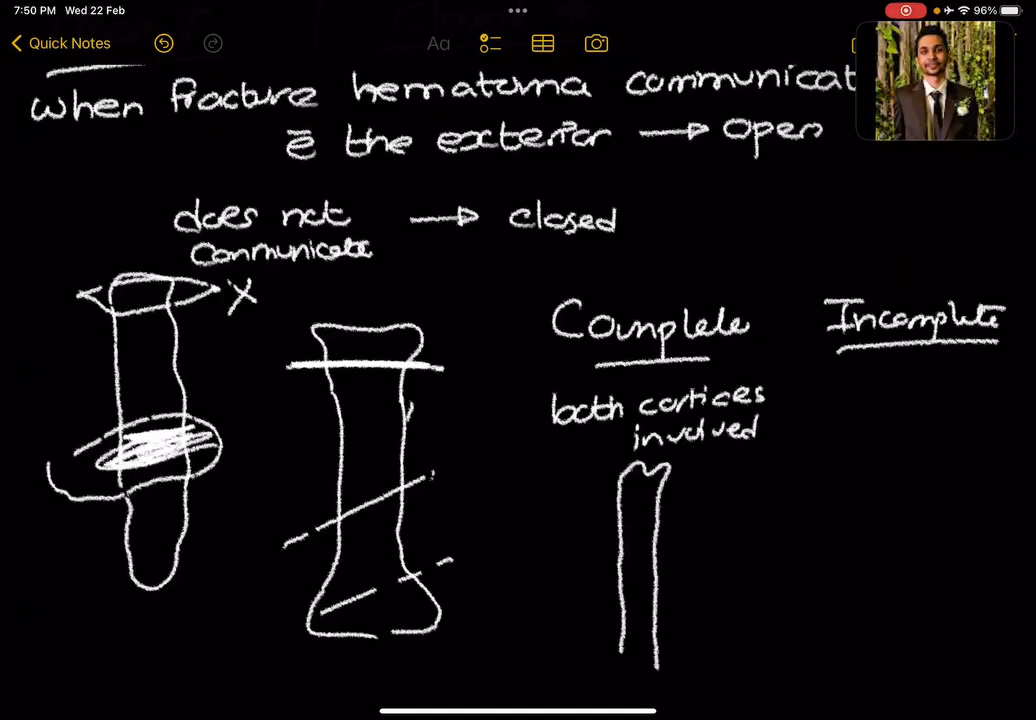 7:50 PM Wed 22 Feb
96%
Quick Notes
Aa
when fracture hematoma communicat
c̄ the exterior → open
does not → closed
communicate
X
Complete
Incomplete
both cortices
involved